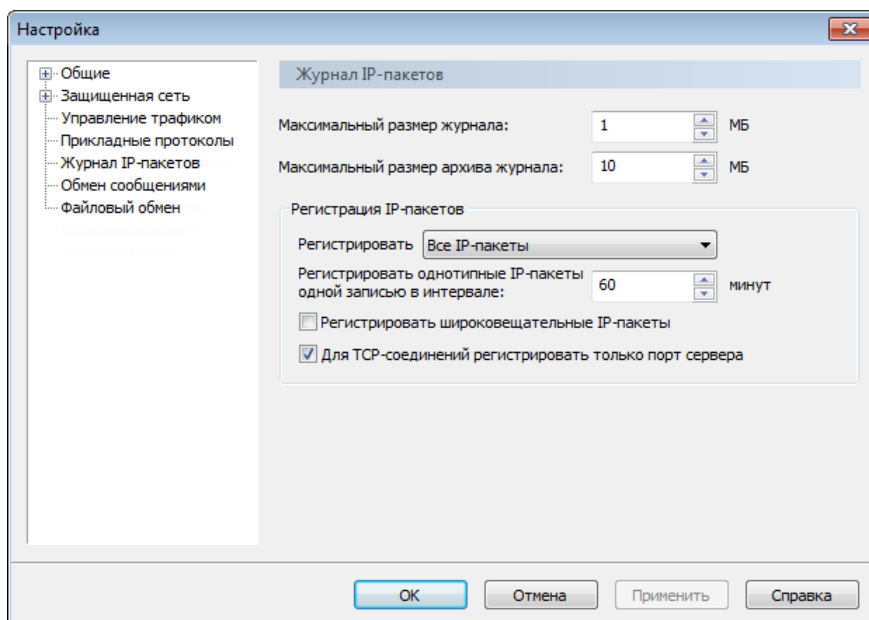 Настройка
Общие
Защищенная сеть
Управление трафиком
Прикладные протоколы
Журнал IP-пакетов
Обмен сообщениями
Файловый обмен
Журнал IP-пакетов
Максимальный размер журнала: 1 МБ
Максимальный размер архива журнала: 10 МБ
Регистрация IP-пакетов
Регистрировать Все IP-пакеты
Регистрировать однотипные IP-пакеты
одной записью в интервале: 60 минут
Регистрировать широковещательные IP-пакеты
Для TCP-соединений регистрировать только порт сервера
OK Отмена Применить Справка